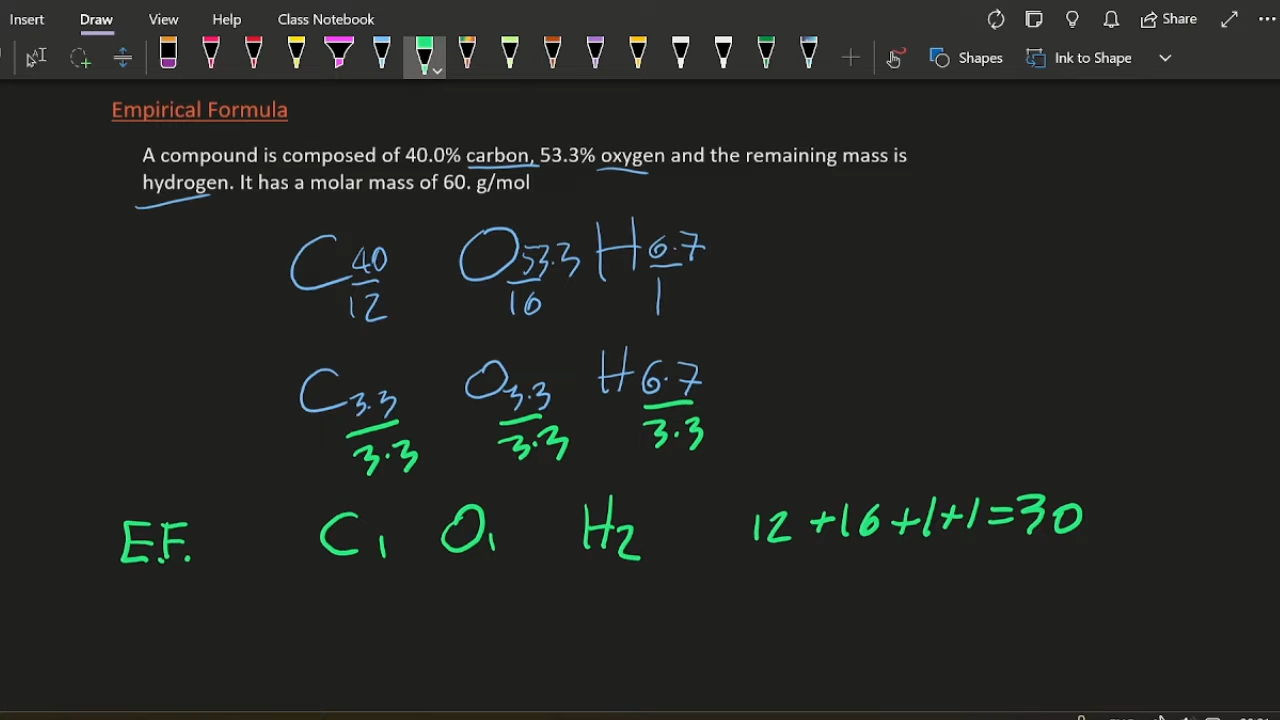 Insert Draw View Help Class Notebook Share
Shapes Ink to Shape
Empirical Formula
A compound is composed of 40.0% carbon, 53.3% oxygen and the remaining mass is
hydrogen. It has a molar mass of 60. g/mol
C 40 O 53.3 H 6.7
12 16 1
C 3.3 O 3.3 H 6.7
3.3 3.3 3.3
E.F. C1 O1 H2 12+16+1+1=30